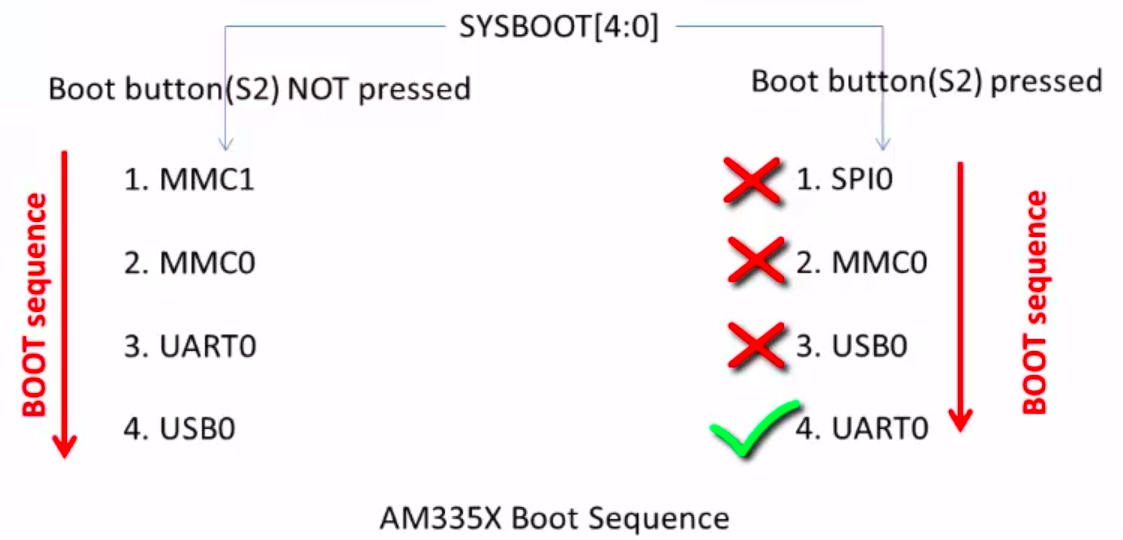 SYSBOOT[4:0]
Boot button(S2) NOT pressed
BOOT sequence
1. MMC1
2. MMC0
3. UART0
4. USB0
Boot button(S2) pressed
1. SPI0
2. MMC0
3. USB0
4. UART0
BOOT sequence
AM335X Boot Sequence